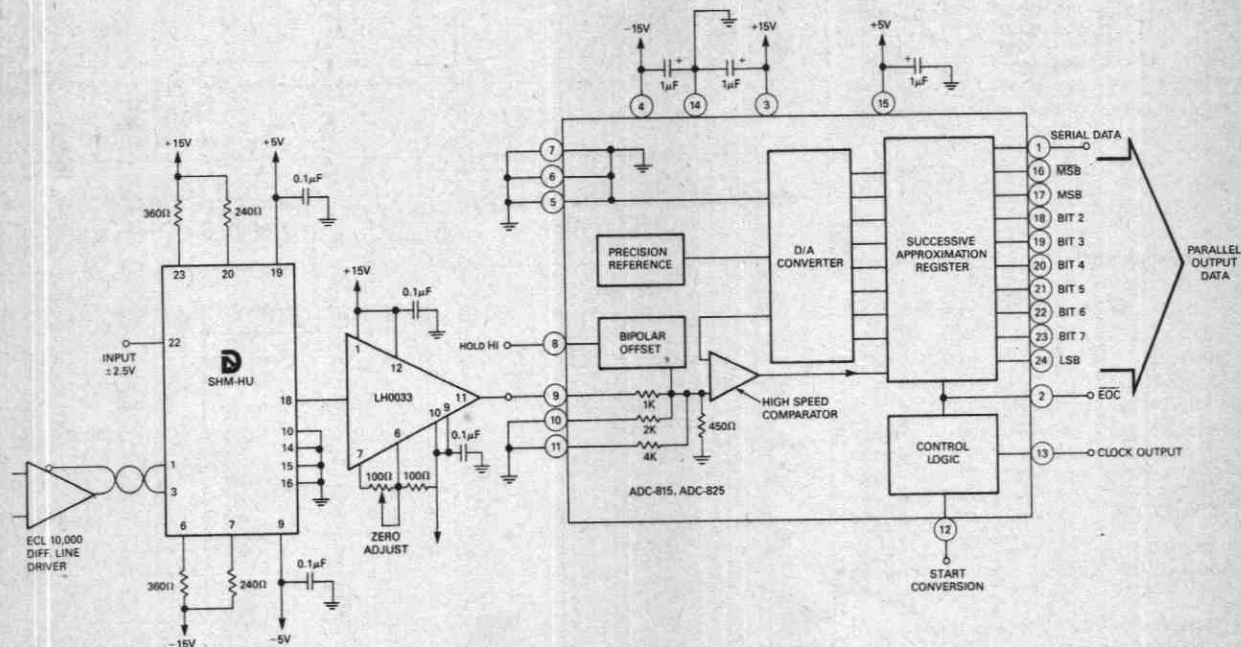 -15V
+15V
+5V
1µF
+
1µF
+
+
1µF
4
14
3
15
+15V
+5V
0.1µF
360Ω
240Ω
23
20
19
22
INPUT
±2.5V
SHM-HU
18
10
14
15
16
1
3
6
7
9
ECL 10,000
DIFF. LINE
DRIVER
360Ω
240Ω
0.1µF
-15V
-5V
+15V
0.1µF
1
12
LH0033
11
9
10
6
7
0.1µF
100Ω
100Ω
ZERO
ADJUST
7
6
5
PRECISION
REFERENCE
D/A
CONVERTER
SUCCESSIVE
APPROXIMATION
REGISTER
HOLD HI
8
BIPOLAR
OFFSET
9
10
11
1K
2K
4K
450Ω
HIGH SPEED
COMPARATOR
CONTROL
LOGIC
ADC-815, ADC-825
1 SERIAL DATA
16 M̅S̅B̅
17 MSB
18 BIT 2
19 BIT 3
20 BIT 4
21 BIT 5
22 BIT 6
23 BIT 7
24 LSB
2 E̅O̅C̅
13 CLOCK OUTPUT
12
START
CONVERSION
PARALLEL
OUTPUT
DATA